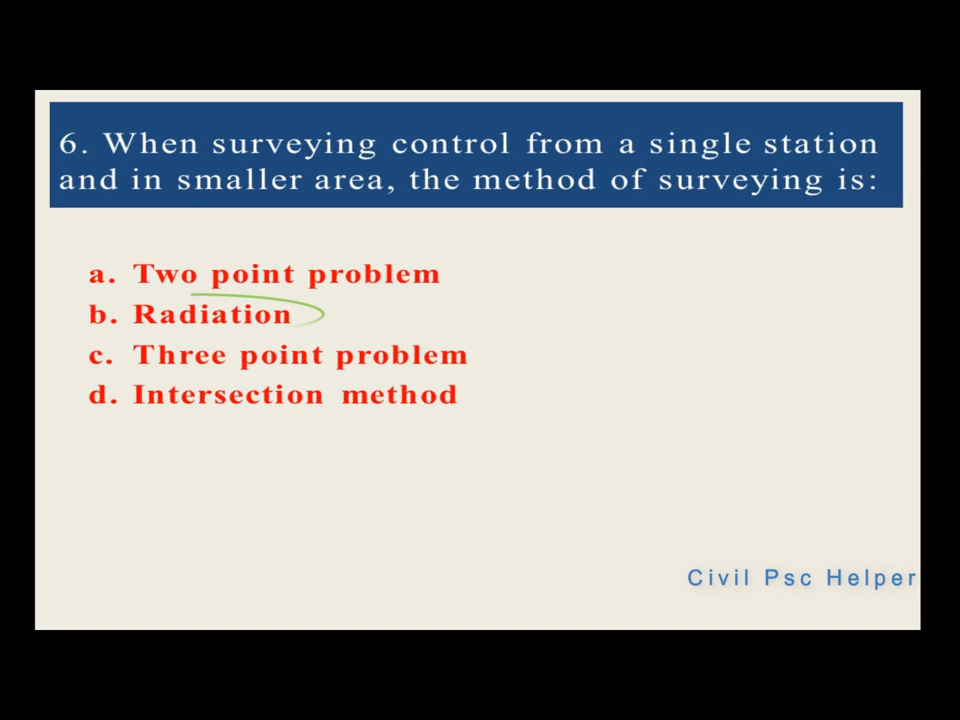 6. When surveying control from a single station
and in smaller area, the method of surveying is:
a. Two point problem
b. Radiation
c. Three point problem
d. Intersection method
Civil Psc Helper